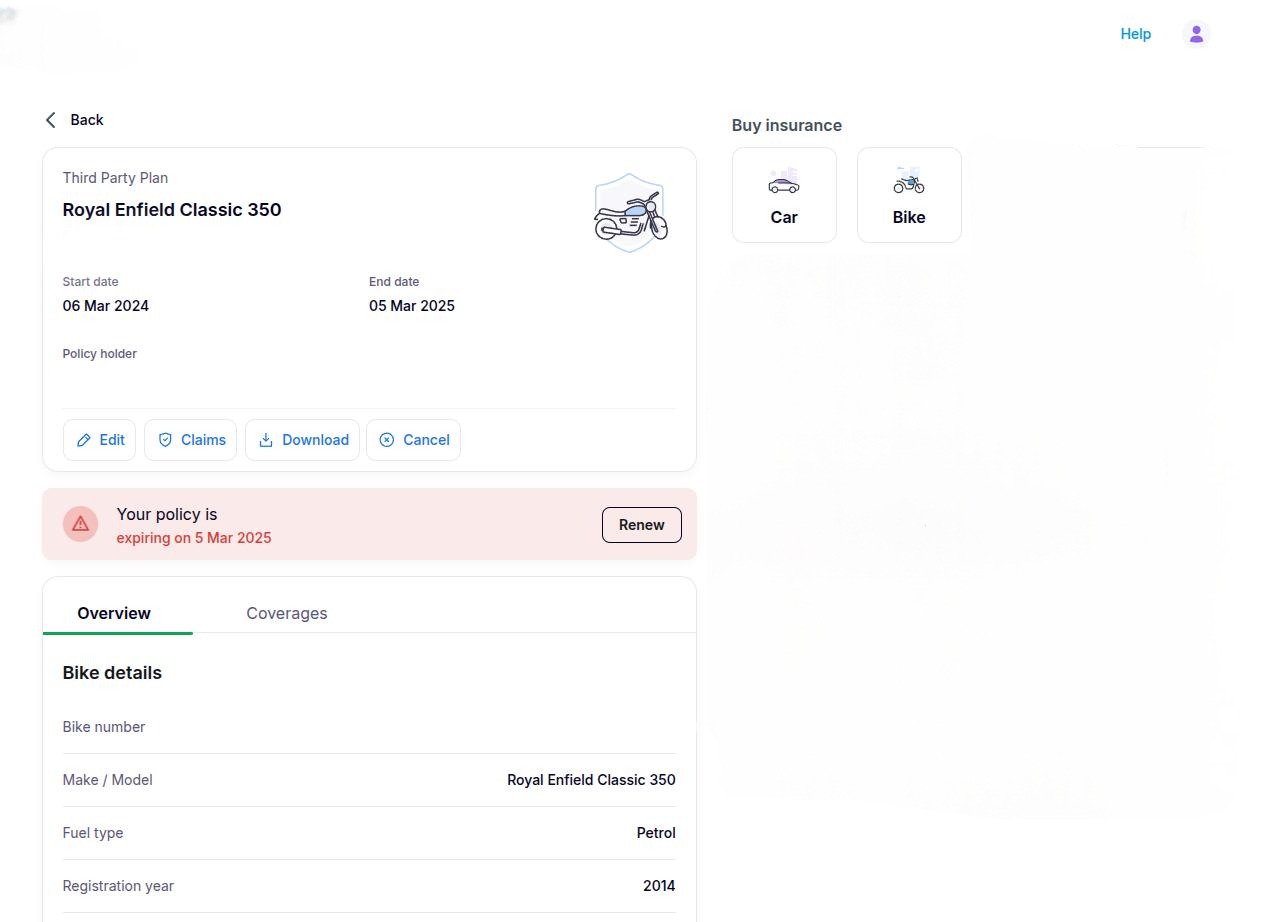 Help
Back
Third Party Plan
Royal Enfield Classic 350
Start date
End date
06 Mar 2024
05 Mar 2025
Policy holder
Edit
Claims
Download
Cancel
Your policy is
expiring on 5 Mar 2025
Renew
Overview
Coverages
Bike details
Bike number
Make / Model
Royal Enfield Classic 350
Fuel type
Petrol
Registration year
2014
Buy insurance
Car
Bike